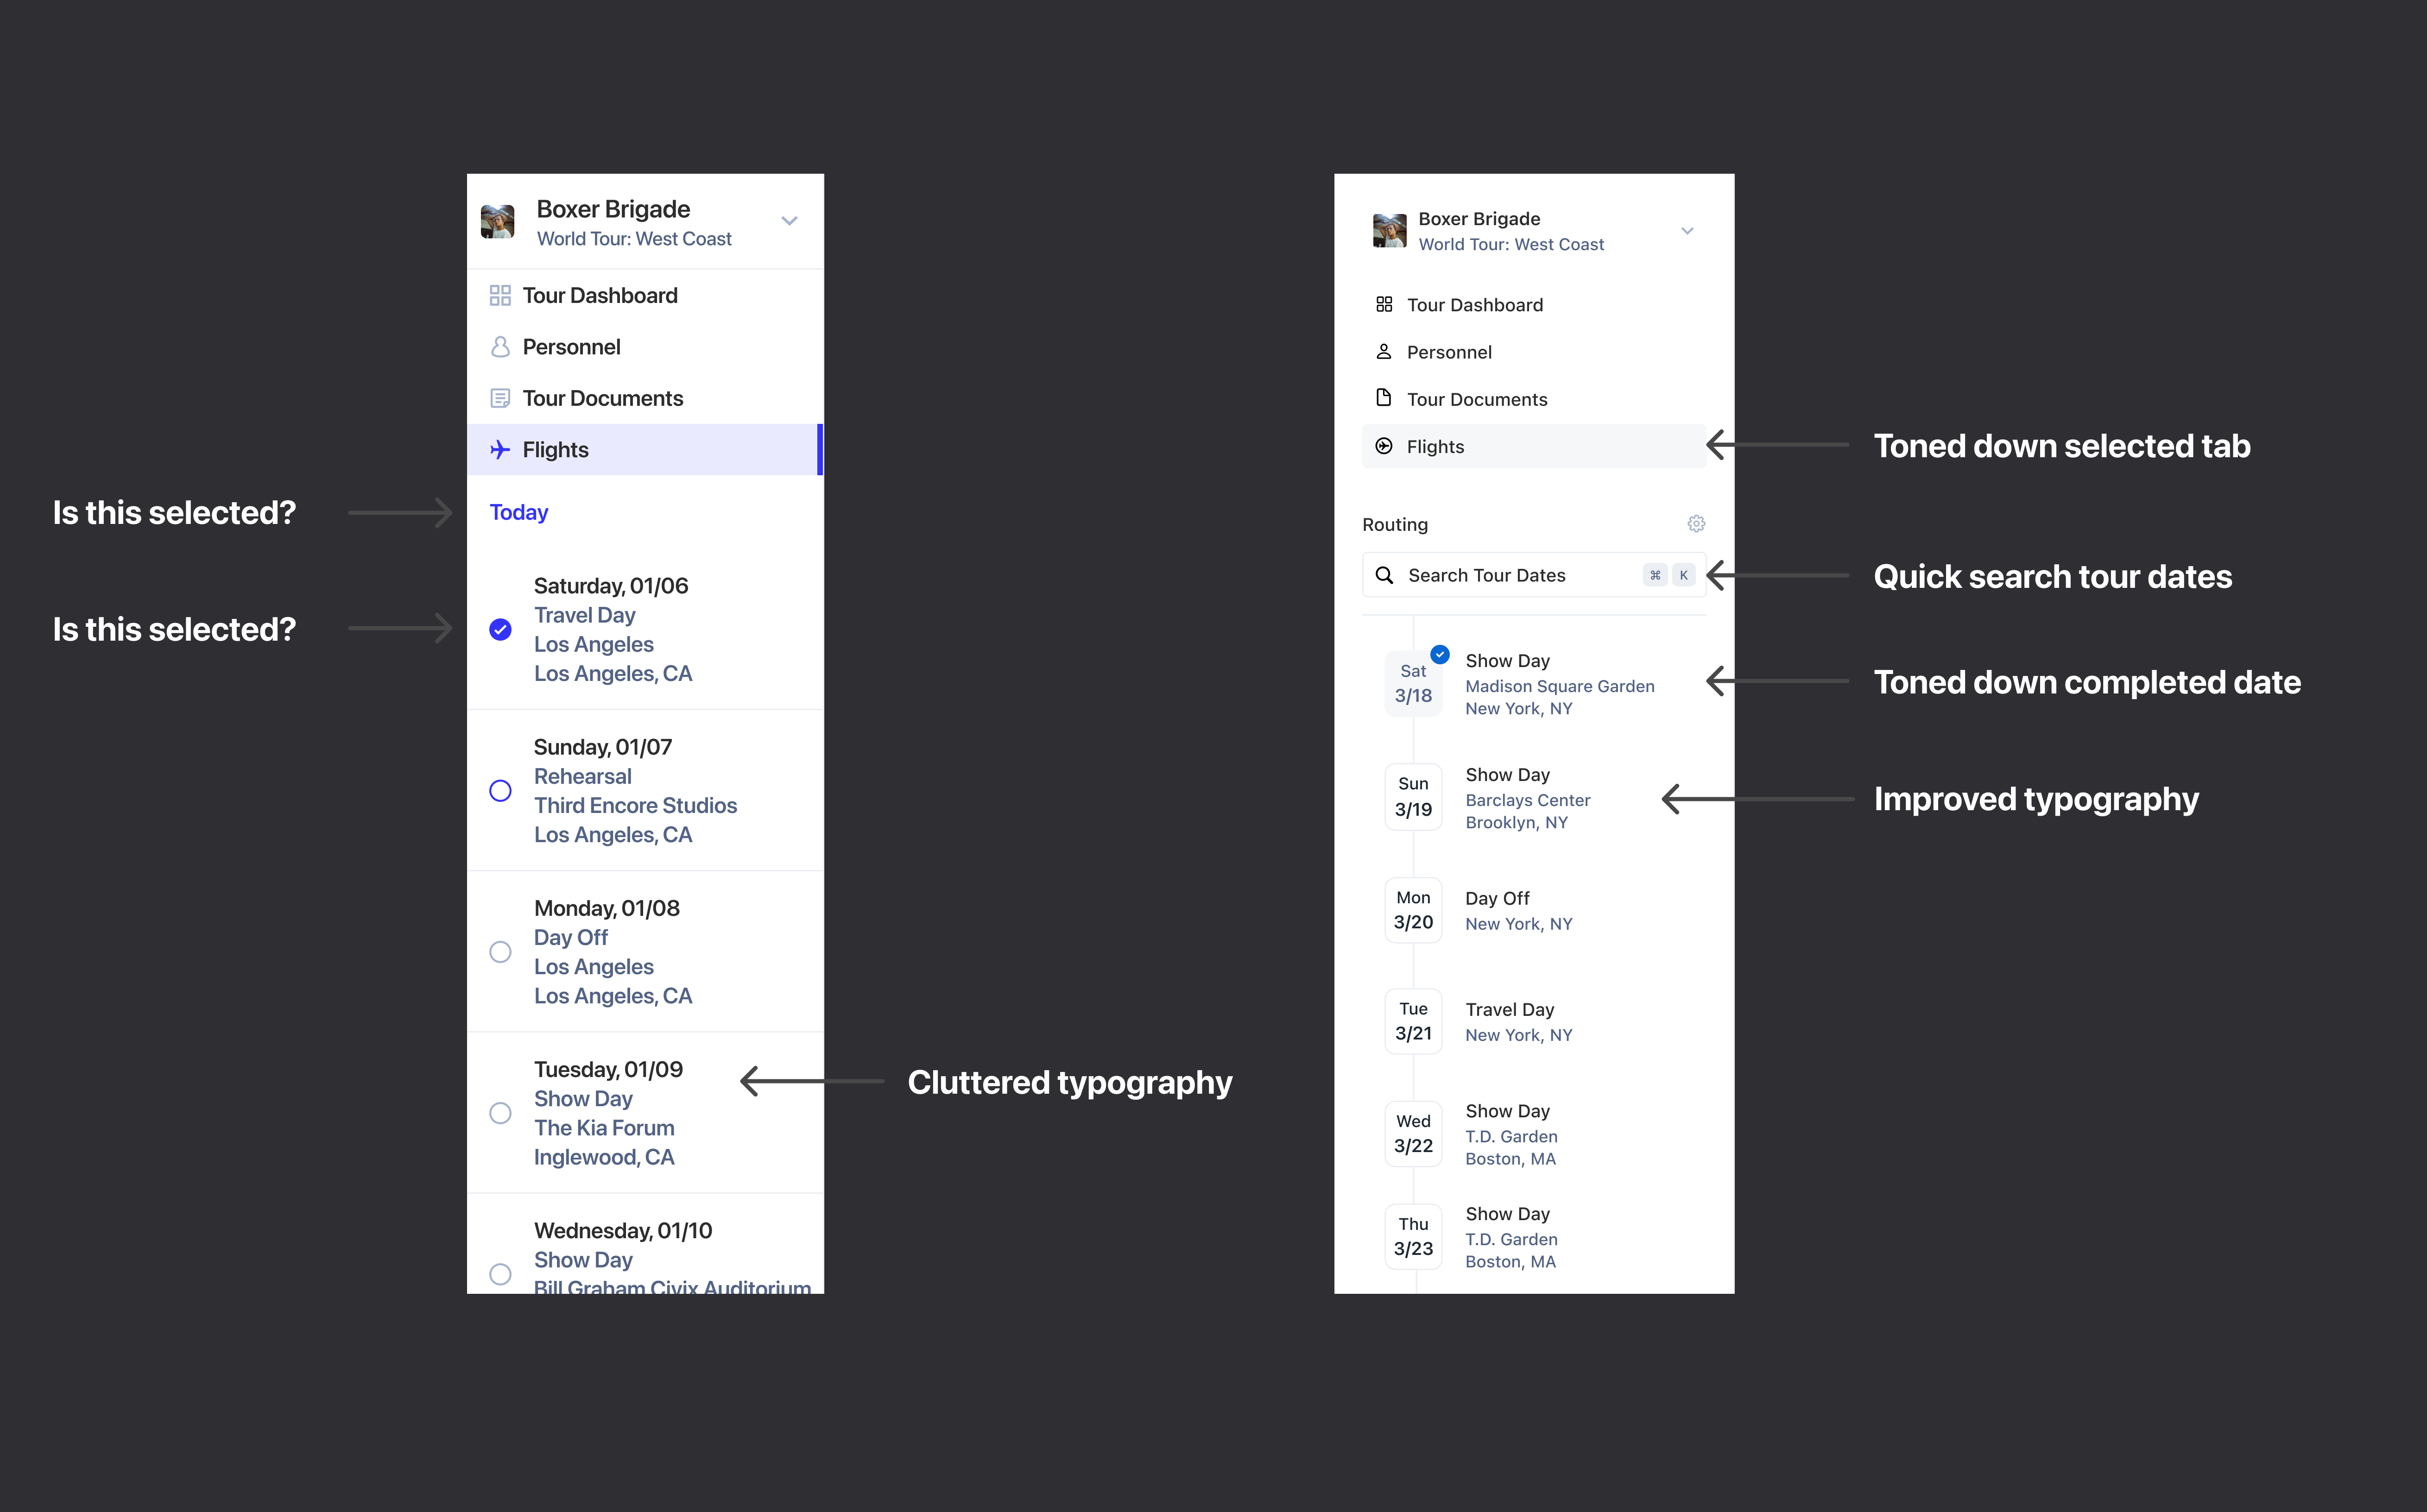 Boxer Brigade
World Tour: West Coast
Tour Dashboard
Personnel
Tour Documents
Flights
Is this selected?
Today
Is this selected?
Saturday, 01/06
Travel Day
Los Angeles
Los Angeles, CA
Sunday, 01/07
Rehearsal
Third Encore Studios
Los Angeles, CA
Monday, 01/08
Day Off
Los Angeles
Los Angeles, CA
Tuesday, 01/09
Show Day
The Kia Forum
Inglewood, CA
Cluttered typography
Wednesday, 01/10
Show Day
Bill Graham Civix Auditorium
Boxer Brigade
World Tour: West Coast
Tour Dashboard
Personnel
Tour Documents
Flights
Toned down selected tab
Routing
Search Tour Dates ⌘ K
Quick search tour dates
Sat
3/18
Show Day
Madison Square Garden
New York, NY
Toned down completed date
Sun
3/19
Show Day
Barclays Center
Brooklyn, NY
Improved typography
Mon
3/20
Day Off
New York, NY
Tue
3/21
Travel Day
New York, NY
Wed
3/22
Show Day
T.D. Garden
Boston, MA
Thu
3/23
Show Day
T.D. Garden
Boston, MA